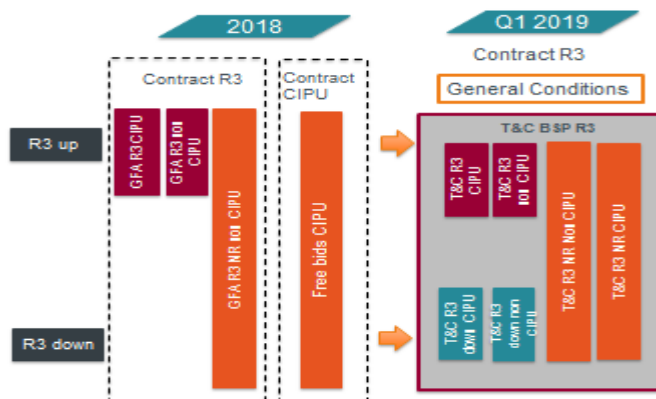 2018
Q1 2019
Contract R3
Contract
CIPU
Contract R3
General Conditions
T&C BSP R3
R3 up
R3 down
GFA R3 CIPU
GFA R3 non
CIPU
GFA R3 NR non CIPU
Free bids CIPU
T&C R3
CIPU
T&C R3
non CIPU
T&C R3 NR Non CIPU
T&C R3 NR CIPU
T&C R3
down CIPU
T&C R3
down non
CIPU